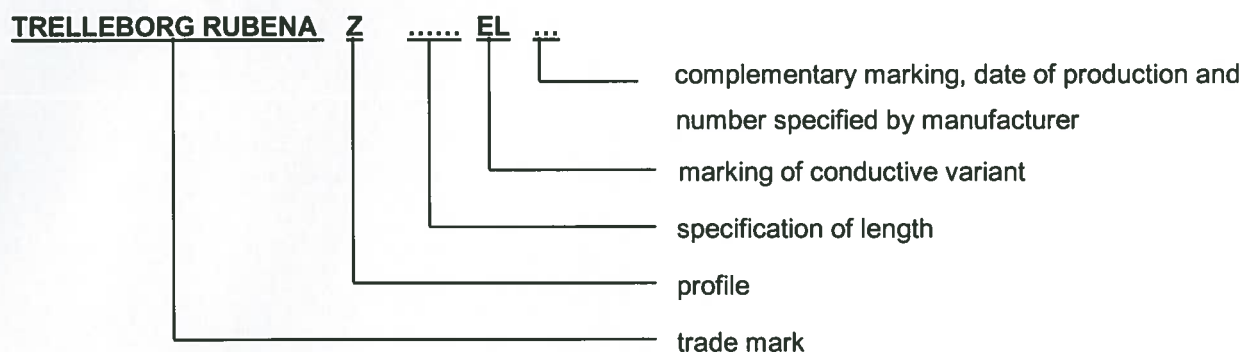 TRELLEBORG RUBENA Z ...... EL ...
complementary marking, date of production and
number specified by manufacturer
marking of conductive variant
specification of length
profile
trade mark